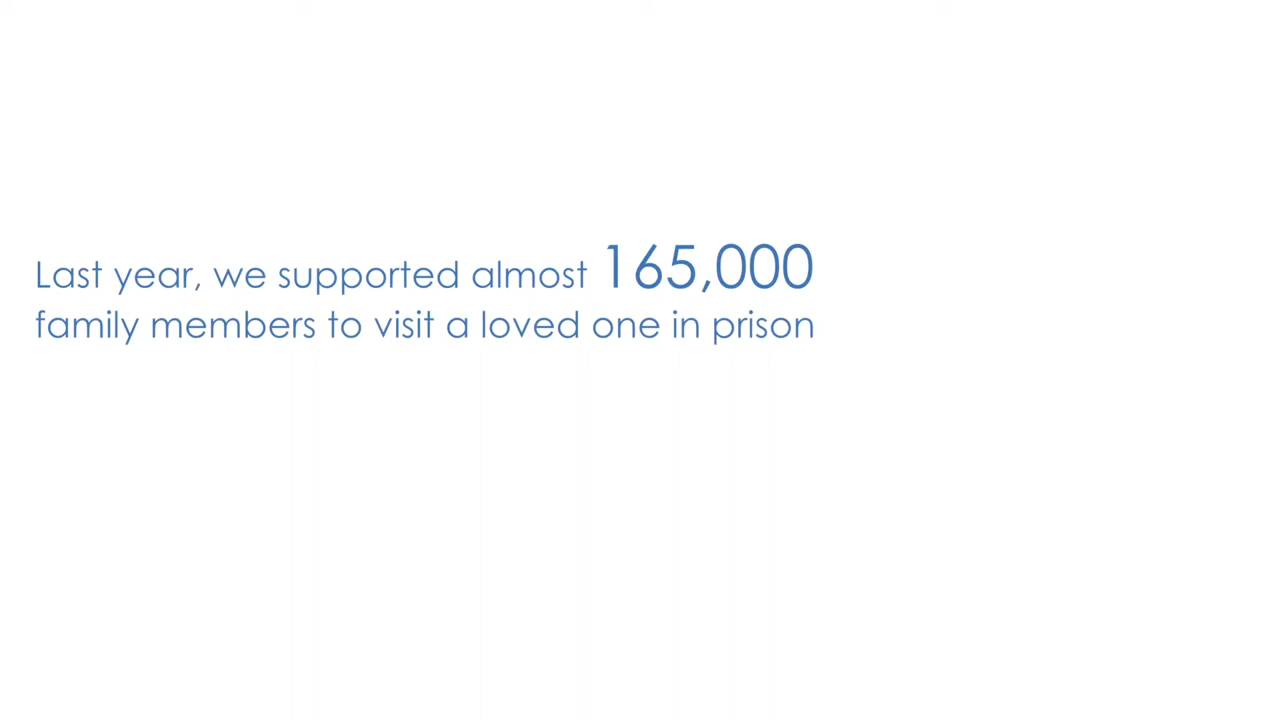 Last year, we supported almost 165,000
family members to visit a loved one in prison